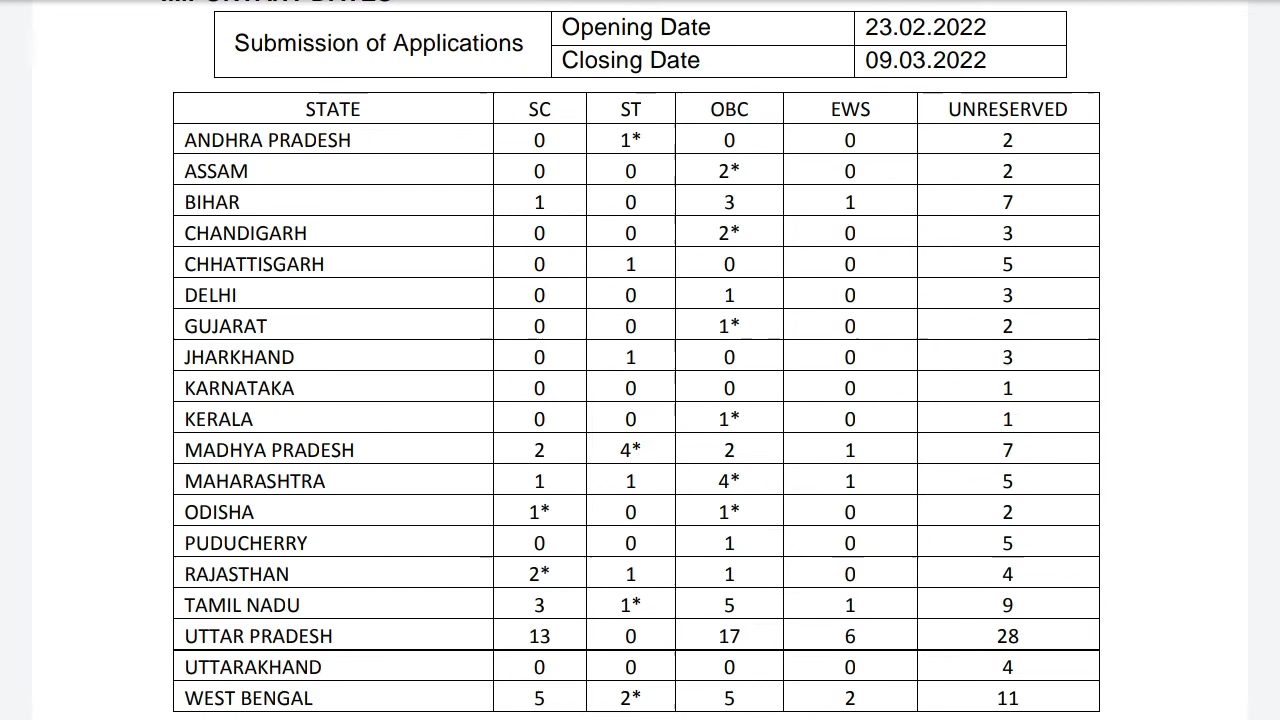 IMPORTANT DATES
Submission of Applications Opening Date 23.02.2022
Closing Date 09.03.2022
STATE SC ST OBC EWS UNRESERVED
ANDHRA PRADESH 0 1* 0 0 2
ASSAM 0 0 2* 0 2
BIHAR 1 0 3 1 7
CHANDIGARH 0 0 2* 0 3
CHHATTISGARH 0 1 0 0 5
DELHI 0 0 1 0 3
GUJARAT 0 0 1* 0 2
JHARKHAND 0 1 0 0 3
KARNATAKA 0 0 0 0 1
KERALA 0 0 1* 0 1
MADHYA PRADESH 2 4* 2 1 7
MAHARASHTRA 1 1 4* 1 5
ODISHA 1* 0 1* 0 2
PUDUCHERRY 0 0 1 0 5
RAJASTHAN 2* 1 1 0 4
TAMIL NADU 3 1* 5 1 9
UTTAR PRADESH 13 0 17 6 28
UTTARAKHAND 0 0 0 0 4
WEST BENGAL 5 2* 5 2 11